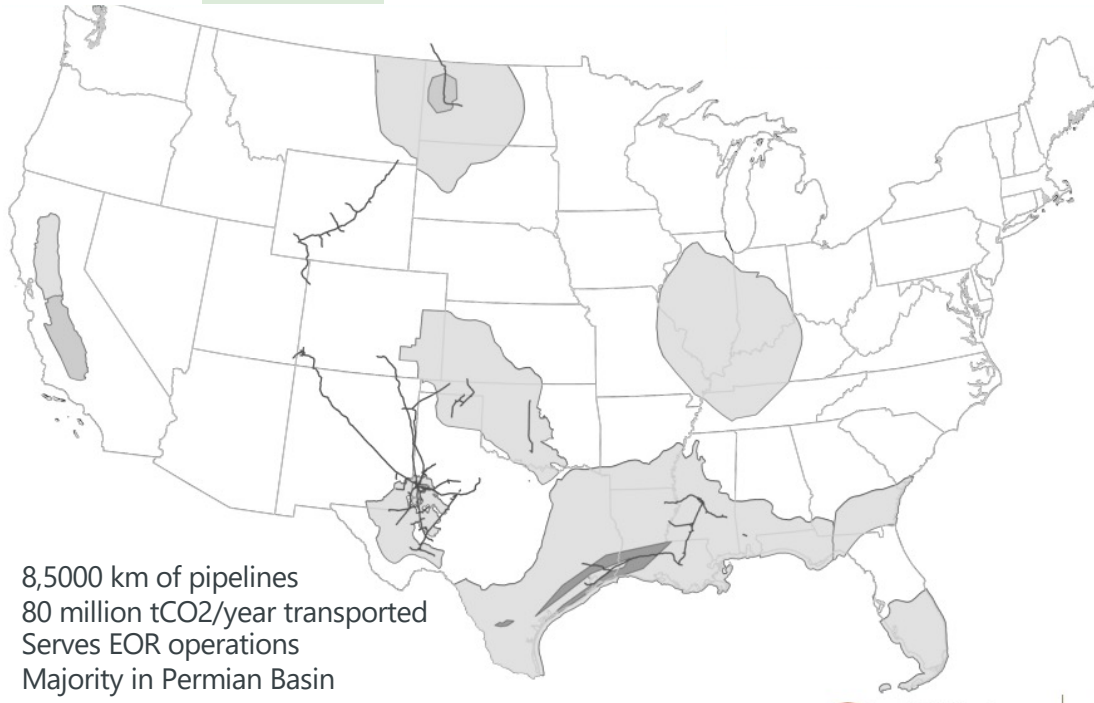 8,5000 km of pipelines
80 million tCO2/year transported
Serves EOR operations
Majority in Permian Basin